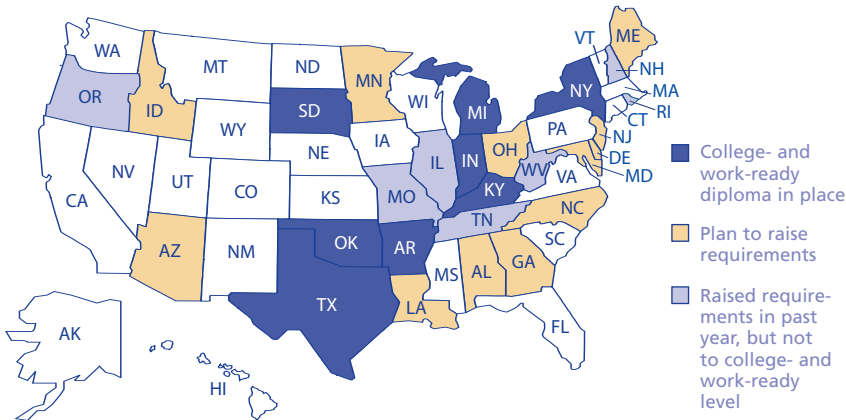 WA
MT
ND
MN
VT
ME
NH
MA
RI
CT
OR
ID
WY
SD
WI
MI
NY
NV
UT
CO
NE
IA
IL
IN
OH
PA
NJ
DE
MD
CA
KS
MO
KY
WV
VA
AZ
NM
OK
AR
TN
NC
SC
TX
LA
MS
AL
GA
FL
AK
HI
College- and
work-ready
diploma in place
Plan to raise
requirements
Raised require-
ments in past
year, but not
to college- and
work-ready
level